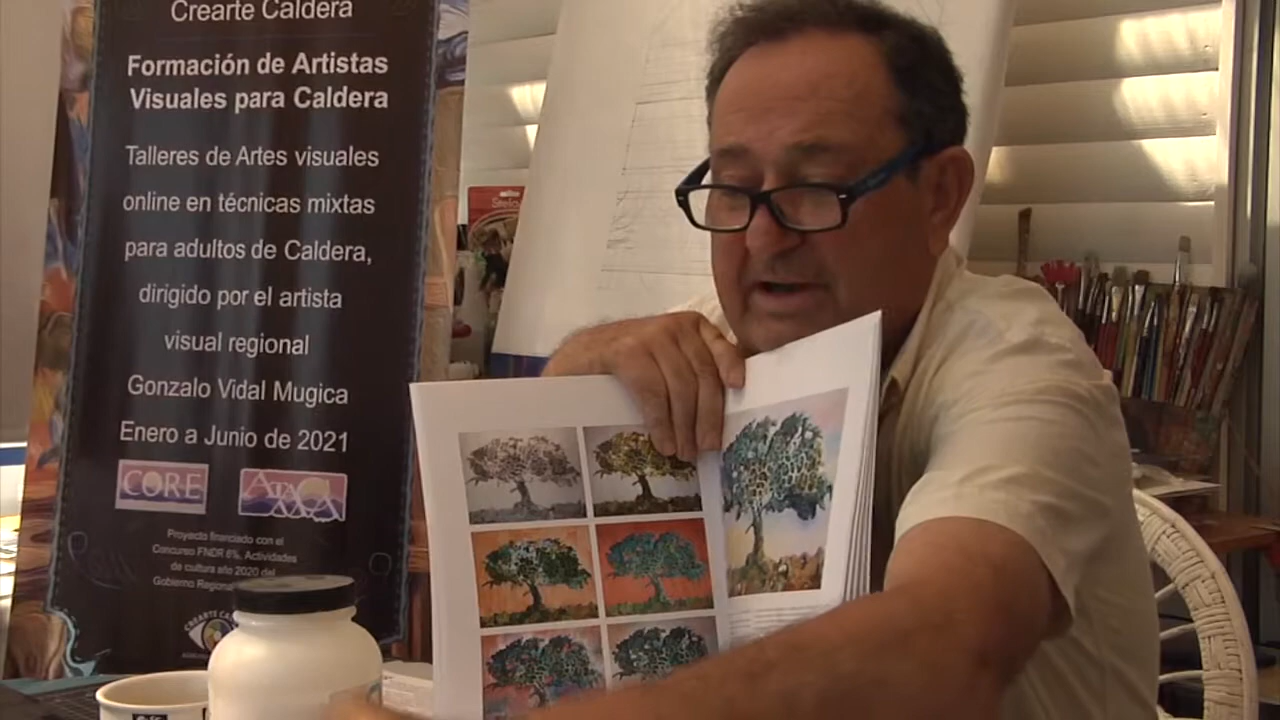 Crearte Caldera
Formación de Artistas
Visuales para Caldera
Talleres de Artes visuales
online en técnicas mixtas
para adultos de Caldera,
dirigido por el artista
visual regional
Gonzalo Vidal Mugica
Enero a Junio de 2021
CORE
ATACAMA
Proyecto financiado con el
Concurso FNDR 6%, Actividades
de cultura año 2020 del
Gobierno Regional